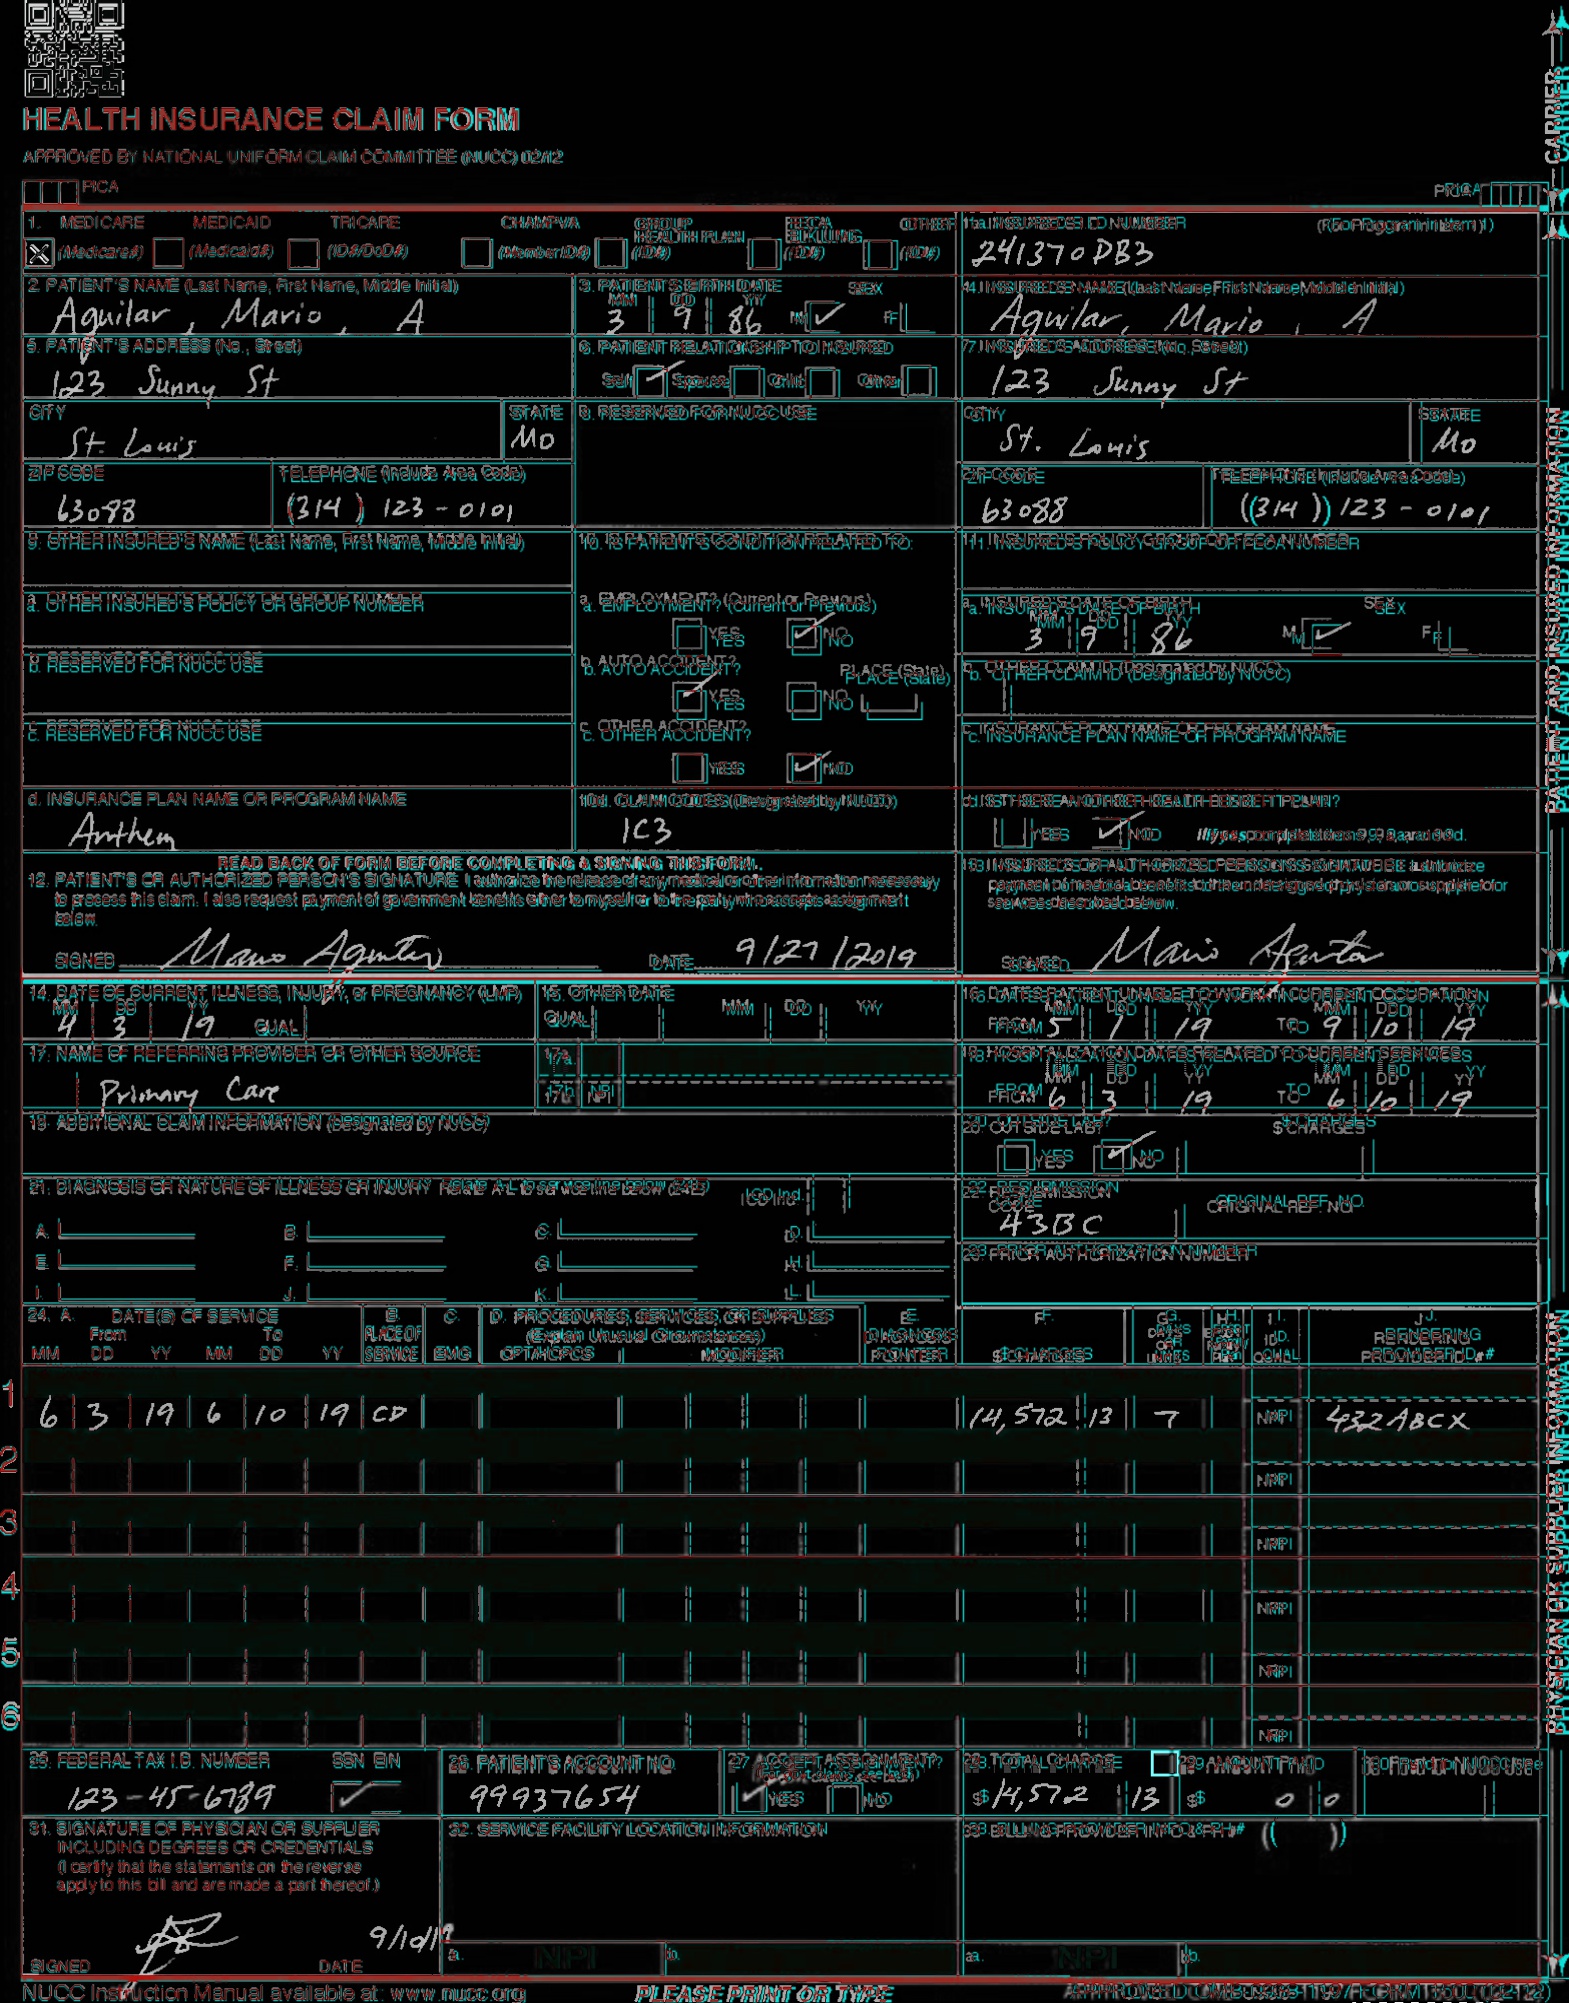 HEALTH INSURANCE CLAIM FORM
APPROVED BY NATIONAL UNIFORM CLAIM COMMITTEE (NUCC) 02/12
PICA
PICA
CARRIER
1. MEDICARE MEDICAID TRICARE CHAMPVA GROUP HEALTH PLAN FECA BLK LUNG OTHER
(Medicare#) (Medicaid#) (ID#/DoD#) (Member ID#) (ID#) (ID#) (ID#)
1a. INSURED'S I.D. NUMBER (For Program in Item 1)
241370DB3
2. PATIENT'S NAME (Last Name, First Name, Middle Initial)
Aguilar, Mario, A
3. PATIENT'S BIRTH DATE SEX
MM DD YY
3 9 86 M F
4. INSURED'S NAME (Last Name, First Name, Middle Initial)
Aguilar, Mario, A
5. PATIENT'S ADDRESS (No., Street)
123 Sunny St
6. PATIENT RELATIONSHIP TO INSURED
Self Spouse Child Other
7. INSURED'S ADDRESS (No., Street)
123 Sunny St
CITY STATE
St. Louis MO
8. RESERVED FOR NUCC USE
CITY STATE
St. Louis MO
ZIP CODE TELEPHONE (Include Area Code)
63088 (314) 123-0101
ZIP CODE TELEPHONE (Include Area Code)
63088 (314) 123-0101
9. OTHER INSURED'S NAME (Last Name, First Name, Middle Initial)
10. IS PATIENT'S CONDITION RELATED TO:
11. INSURED'S POLICY GROUP OR FECA NUMBER
a. OTHER INSURED'S POLICY OR GROUP NUMBER
a. EMPLOYMENT? (Current or Previous)
YES NO
a. INSURED'S DATE OF BIRTH SEX
MM DD YY
3 9 86 M F
b. RESERVED FOR NUCC USE
b. AUTO ACCIDENT? PLACE (State)
YES NO
b. OTHER CLAIM ID (Designated by NUCC)
c. RESERVED FOR NUCC USE
c. OTHER ACCIDENT?
YES NO
c. INSURANCE PLAN NAME OR PROGRAM NAME
d. INSURANCE PLAN NAME OR PROGRAM NAME
Anthem
10d. CLAIM CODES (Designated by NUCC)
1C3
d. IS THERE ANOTHER HEALTH BENEFIT PLAN?
YES NO If yes, complete items 9, 9a, and 9d.
PATIENT AND INSURED INFORMATION
READ BACK OF FORM BEFORE COMPLETING & SIGNING THIS FORM.
12. PATIENT'S OR AUTHORIZED PERSON'S SIGNATURE I authorize the release of any medical or other information necessary
to process this claim. I also request payment of government benefits either to myself or to the party who accepts assignment
below.
SIGNED Mario Aguilar DATE 9/27/2019
13. INSURED'S OR AUTHORIZED PERSON'S SIGNATURE I authorize
payment of medical benefits to the undersigned physician or supplier for
services described below.
SIGNED Mario Aguilar
14. DATE OF CURRENT ILLNESS, INJURY, or PREGNANCY (LMP)
MM DD YY
4 3 19 QUAL.
15. OTHER DATE
QUAL. MM DD YY
16. DATES PATIENT UNABLE TO WORK IN CURRENT OCCUPATION
MM DD YY MM DD YY
FROM 5 1 19 TO 9 10 19
17. NAME OF REFERRING PROVIDER OR OTHER SOURCE
Primary Care
17a.
17b. NPI
18. HOSPITALIZATION DATES RELATED TO CURRENT SERVICES
MM DD YY MM DD YY
FROM 6 3 19 TO 6 10 19
19. ADDITIONAL CLAIM INFORMATION (Designated by NUCC)
20. OUTSIDE LAB? $ CHARGES
YES NO
21. DIAGNOSIS OR NATURE OF ILLNESS OR INJURY Relate A-L to service line below (24E) ICD Ind.
A. B. C. D.
E. F. G. H.
I. J. K. L.
22. RESUBMISSION CODE ORIGINAL REF. NO.
43BC
23. PRIOR AUTHORIZATION NUMBER
24. A. DATE(S) OF SERVICE B. C. D. PROCEDURES, SERVICES, OR SUPPLIES E. F. G. H. I. J.
From To PLACE OF (Explain Unusual Circumstances) DIAGNOSIS DAYS OR UNITS EPSDT Family Plan ID. RENDERING
MM DD YY MM DD YY SERVICE EMG CPT/HCPCS MODIFIER POINTER $ CHARGES QUAL. PROVIDER ID. #
1 6 3 19 6 10 19 CD 14,572 13 7 NPI 432ABCX
2 NPI
3 NPI
4 NPI
5 NPI
6 NPI
PHYSICIAN OR SUPPLIER INFORMATION
25. FEDERAL TAX I.D. NUMBER SSN EIN
123-45-6789
26. PATIENT'S ACCOUNT NO.
99937654
27. ACCEPT ASSIGNMENT?
YES NO
28. TOTAL CHARGE
$ 14,572 13
29. AMOUNT PAID
$ 0 0
30. Rsvd for NUCC Use
31. SIGNATURE OF PHYSICIAN OR SUPPLIER
INCLUDING DEGREES OR CREDENTIALS
(I certify that the statements on the reverse
apply to this bill and are made a part thereof.)
9/10/19
SIGNED DATE
32. SERVICE FACILITY LOCATION INFORMATION
a. NPI b.
33. BILLING PROVIDER INFO & PH # ( )
a. NPI b.
NUCC Instruction Manual available at: www.nucc.org
PLEASE PRINT OR TYPE